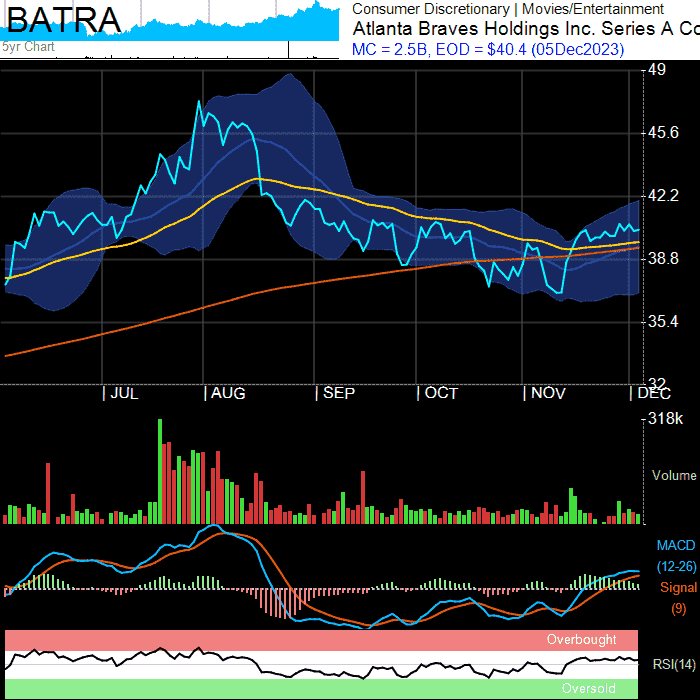 BATRA
5yr Chart
Consumer Discretionary | Movies/Entertainment
Atlanta Braves Holdings Inc. Series A Co
MC = 2.5B, EOD = $40.4 (05Dec2023)
49
45.6
42.2
38.8
35.4
32
JUL AUG SEP OCT NOV DEC
318k
Volume
MACD
(12-26)
Signal
(9)
Overbought
RSI(14)
Oversold